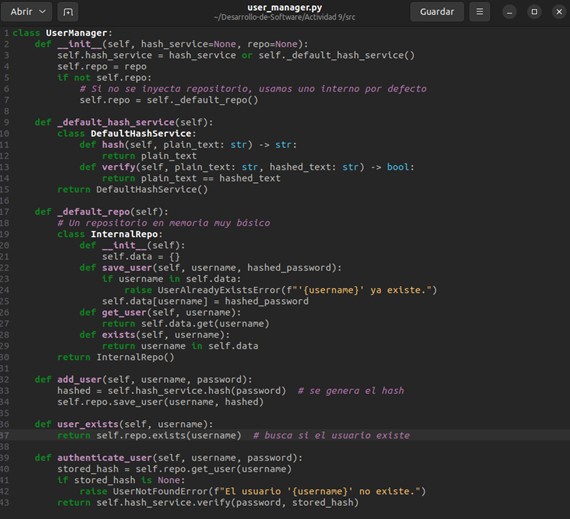 Abrir
user_manager.py
~/Desarrollo-de-Software/Actividad 9/src
Guardar
1 class UserManager:
2     def __init__(self, hash_service=None, repo=None):
3         self.hash_service = hash_service or self._default_hash_service()
4         self.repo = repo
5         if not self.repo:
6             # Si no se inyecta repositorio, usamos uno interno por defecto
7             self.repo = self._default_repo()
8
9     def _default_hash_service(self):
10         class DefaultHashService:
11             def hash(self, plain_text: str) -> str:
12                 return plain_text
13             def verify(self, plain_text: str, hashed_text: str) -> bool:
14                 return plain_text == hashed_text
15         return DefaultHashService()
16
17     def _default_repo(self):
18         # Un repositorio en memoria muy básico
19         class InternalRepo:
20             def __init__(self):
21                 self.data = {}
22             def save_user(self, username, hashed_password):
23                 if username in self.data:
24                     raise UserAlreadyExistsError(f"'{username}' ya existe.")
25                 self.data[username] = hashed_password
26             def get_user(self, username):
27                 return self.data.get(username)
28             def exists(self, username):
29                 return username in self.data
30         return InternalRepo()
31
32     def add_user(self, username, password):
33         hashed = self.hash_service.hash(password)  # se genera el hash
34         self.repo.save_user(username, hashed)
35
36     def user_exists(self, username):
37         return self.repo.exists(username)  # busca si el usuario existe
38
39     def authenticate_user(self, username, password):
40         stored_hash = self.repo.get_user(username)
41         if stored_hash is None:
42             raise UserNotFoundError(f"El usuario '{username}' no existe.")
43         return self.hash_service.verify(password, stored_hash)